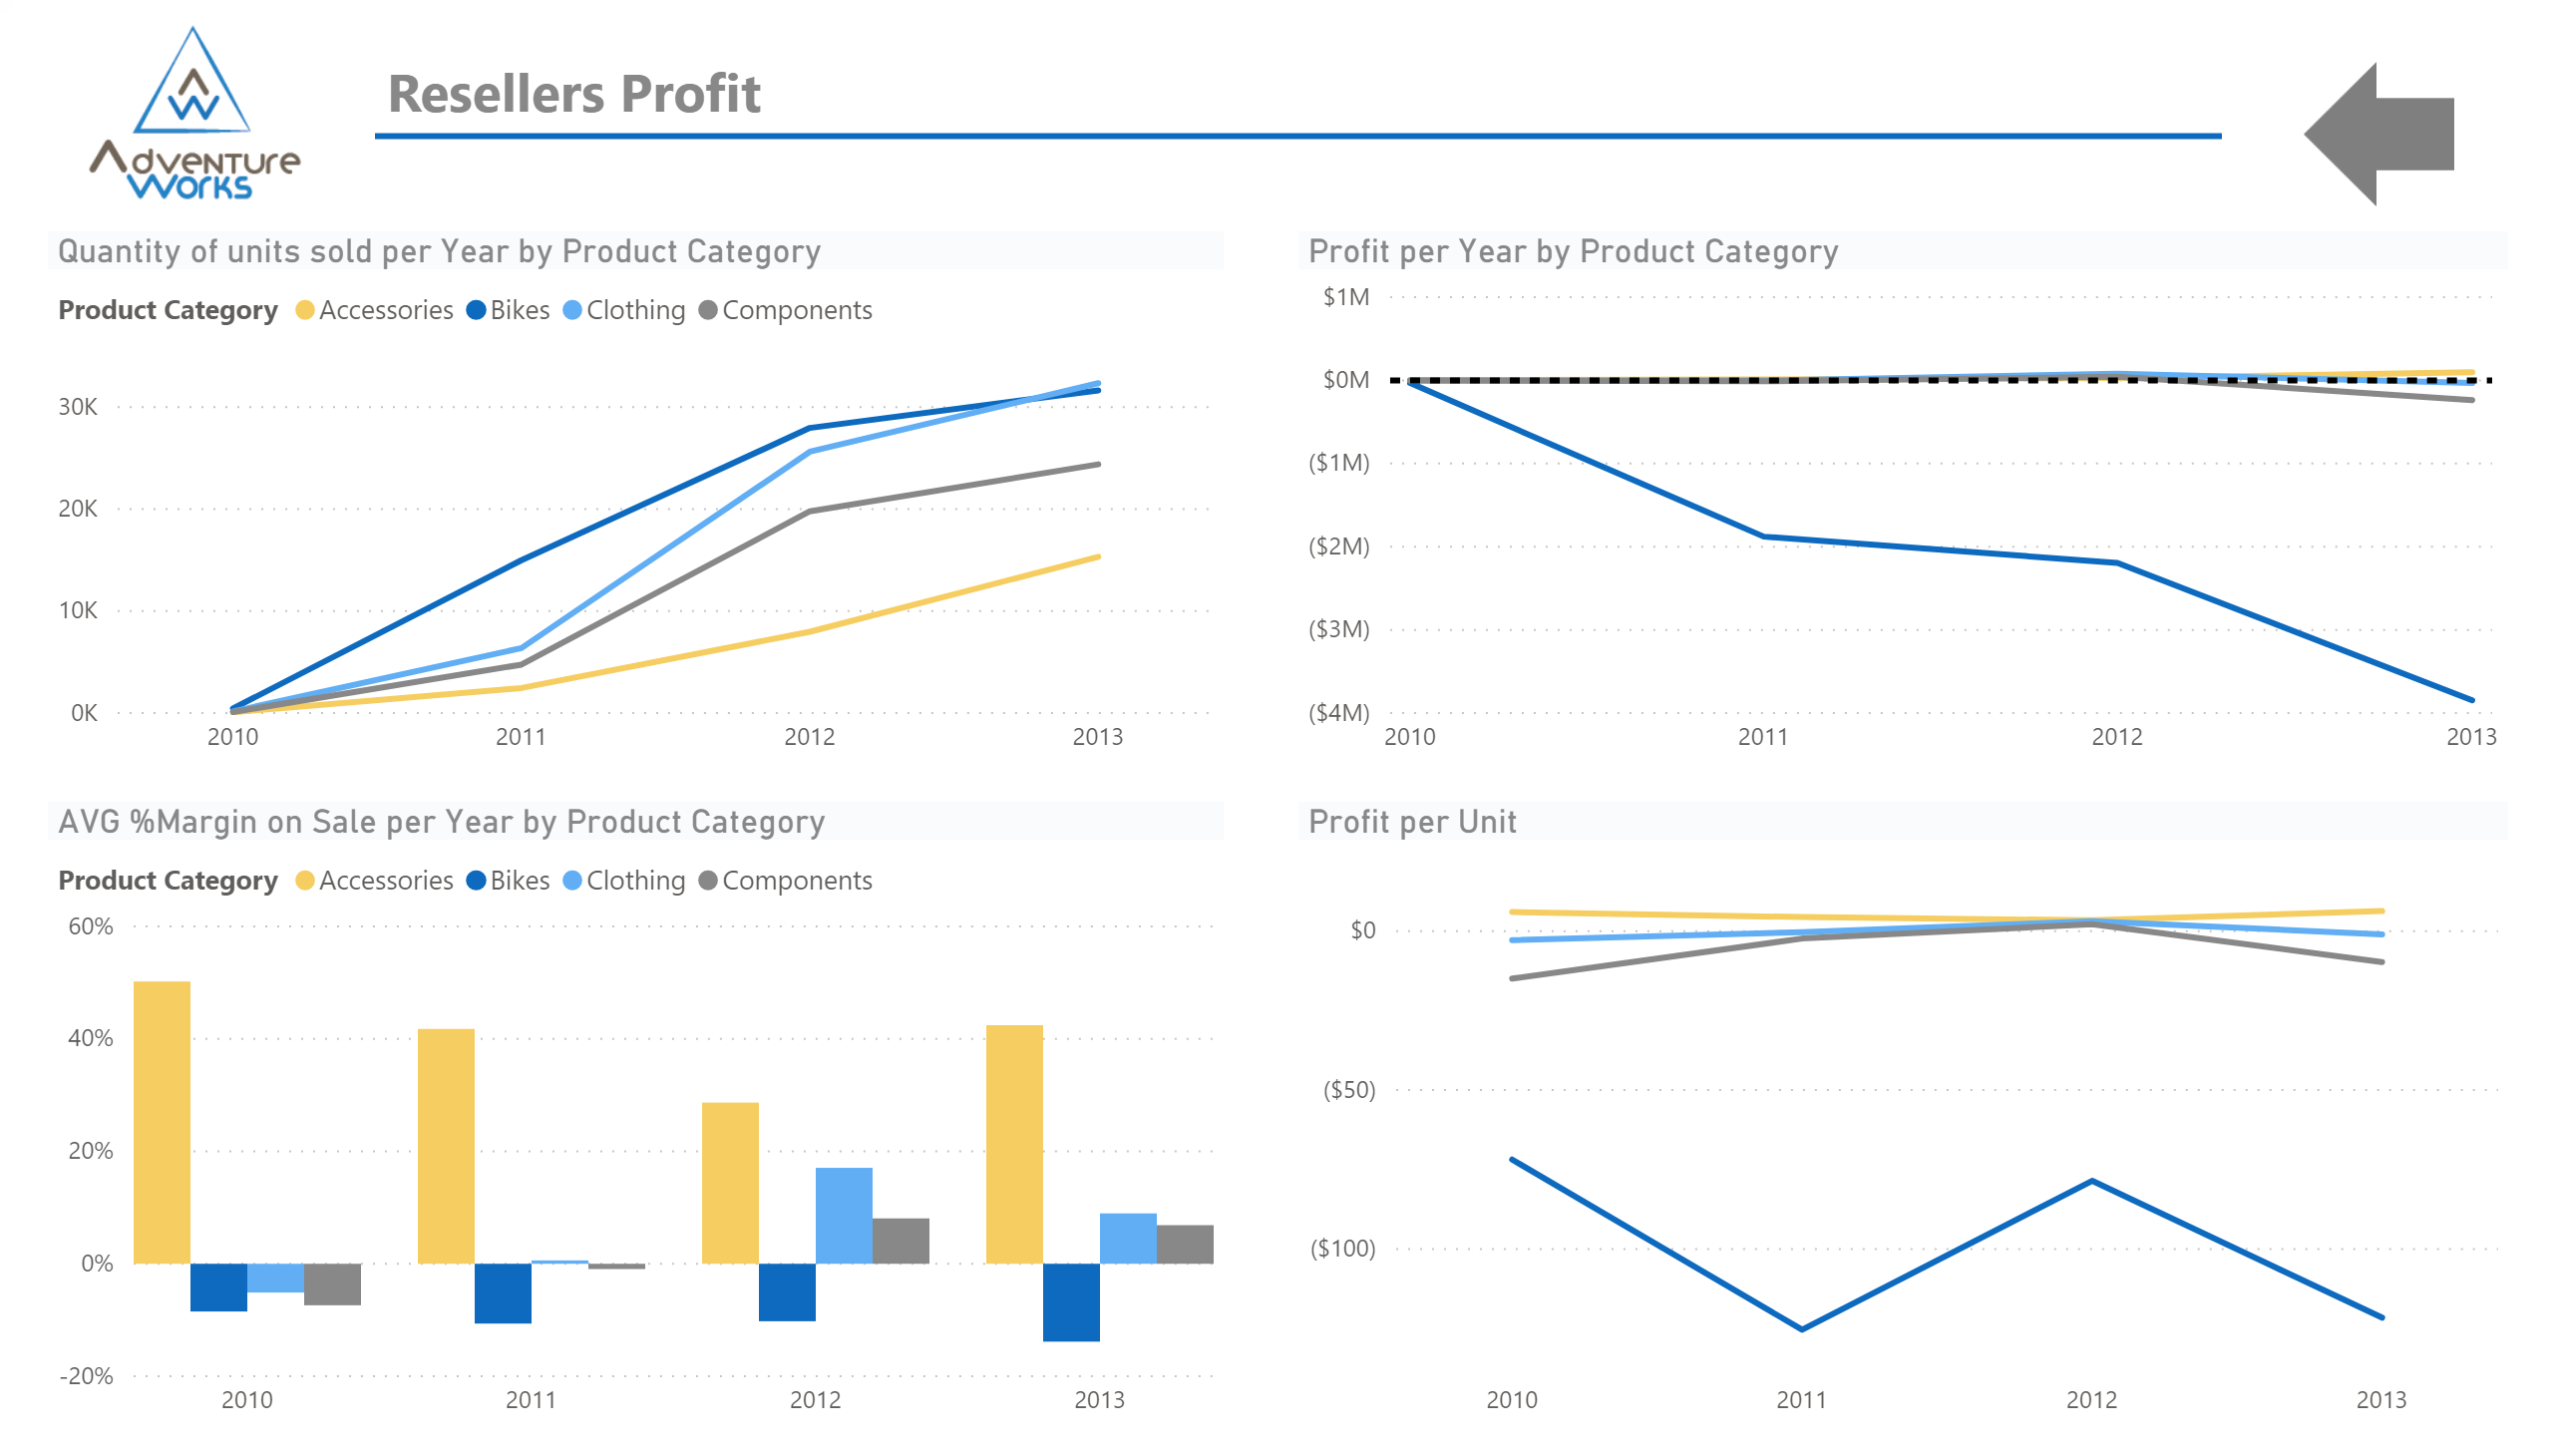 AW
Adventure
Works
Resellers Profit
Quantity of units sold per Year by Product Category
Product Category Accessories Bikes Clothing Components
30K
20K
10K
0K
2010 2011 2012 2013
Profit per Year by Product Category
$1M
$0M
($1M)
($2M)
($3M)
($4M)
2010 2011 2012 2013
AVG %Margin on Sale per Year by Product Category
Product Category Accessories Bikes Clothing Components
60%
40%
20%
0%
-20%
2010 2011 2012 2013
Profit per Unit
$0
($50)
($100)
2010 2011 2012 2013